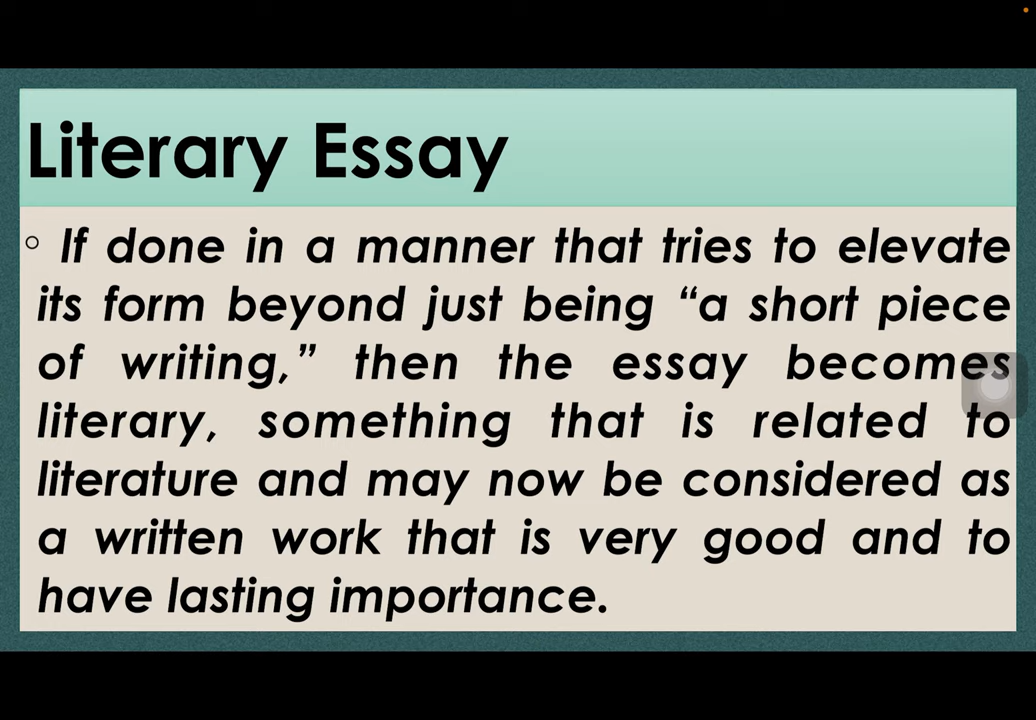 Literary Essay
◦ If done in a manner that tries to elevate
its form beyond just being “a short piece
of writing,” then the essay becomes
literary, something that is related to
literature and may now be considered as
a written work that is very good and to
have lasting importance.